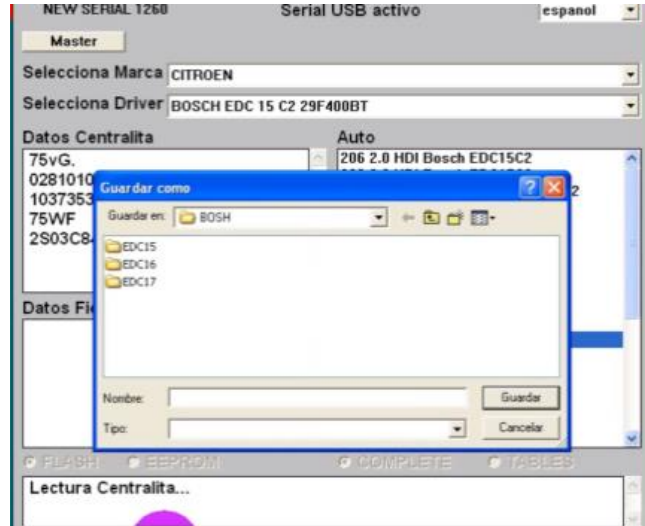 NEW SERIAL 1260 Serial USB activo espanol
Master
Selecciona Marca CITROEN
Selecciona Driver BOSCH EDC 15 C2 29F400BT
Datos Centralita Auto
75vG. 206 2.0 HDI Bosch EDC15C2
0281010
Guardar como
1037353 2
75WF Guardar en: BOSH
2S03C8
EDC15
EDC16
EDC17
Datos Fi
Nombre: Guardar
Tipo: Cancelar
FLASH EEPROM COMPLETE TABLES
Lectura Centralita...